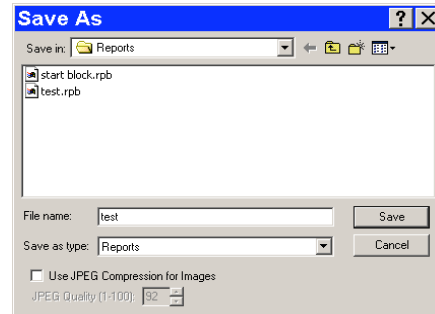 Save As
Save in: Reports
start block.rpb
test.rpb
File name: test Save
Save as type: Reports Cancel
Use JPEG Compression for Images
JPEG Quality (1-100): 92